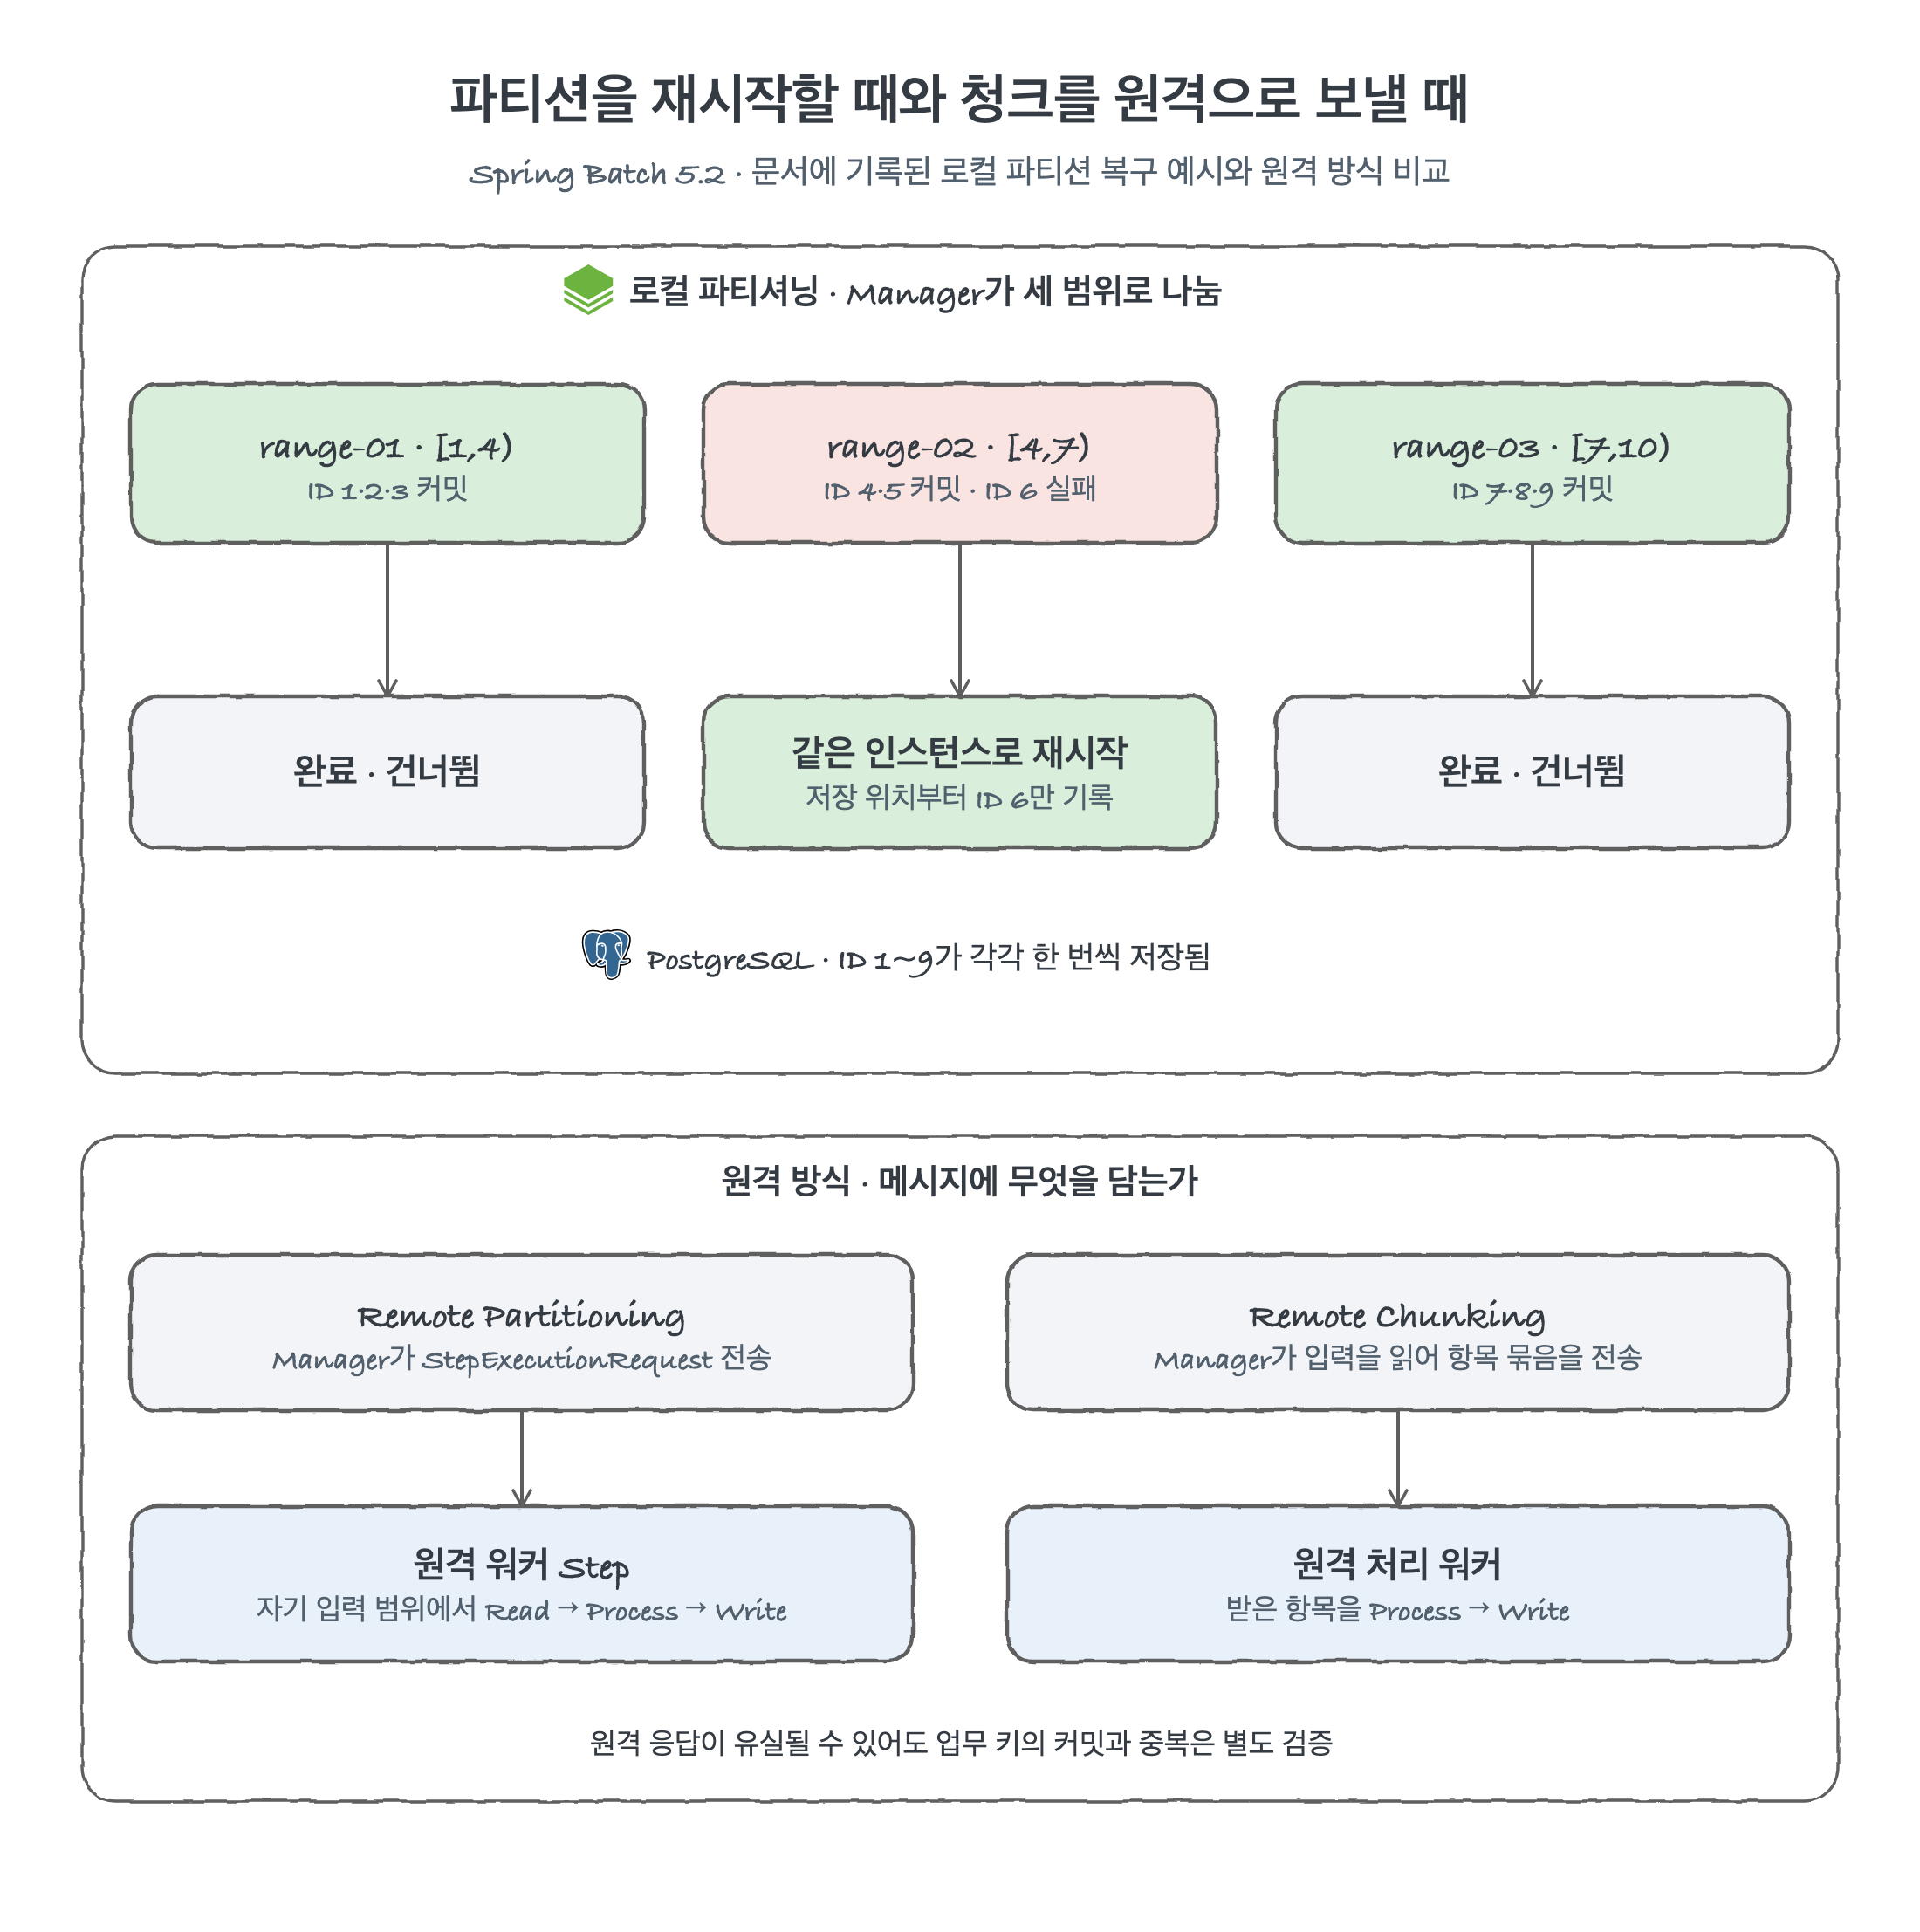 파티션을 재시작할 때와 청크를 원격으로 보낼 때
Spring Batch 5.2 · 문서에 기록된 로컬 파티션 복구 예시와 원격 방식 비교
로컬 파티셔닝 · Manager가 세 범위로 나눔
range-01 · [1,4)
ID 1·2·3 커밋
range-02 · [4,7)
ID 4·5 커밋 · ID 6 실패
range-03 · [7,10)
ID 7·8·9 커밋
완료 · 건너뜀
같은 인스턴스로 재시작
저장 위치부터 ID 6만 기록
완료 · 건너뜀
PostgreSQL · ID 1~9가 각각 한 번씩 저장됨
원격 방식 · 메시지에 무엇을 담는가
Remote Partitioning
Manager가 StepExecutionRequest 전송
Remote Chunking
Manager가 입력을 읽어 항목 묶음을 전송
원격 워커 Step
자기 입력 범위에서 Read → Process → Write
원격 처리 워커
받은 항목을 Process → Write
원격 응답이 유실될 수 있어도 업무 키의 커밋과 중복은 별도 검증